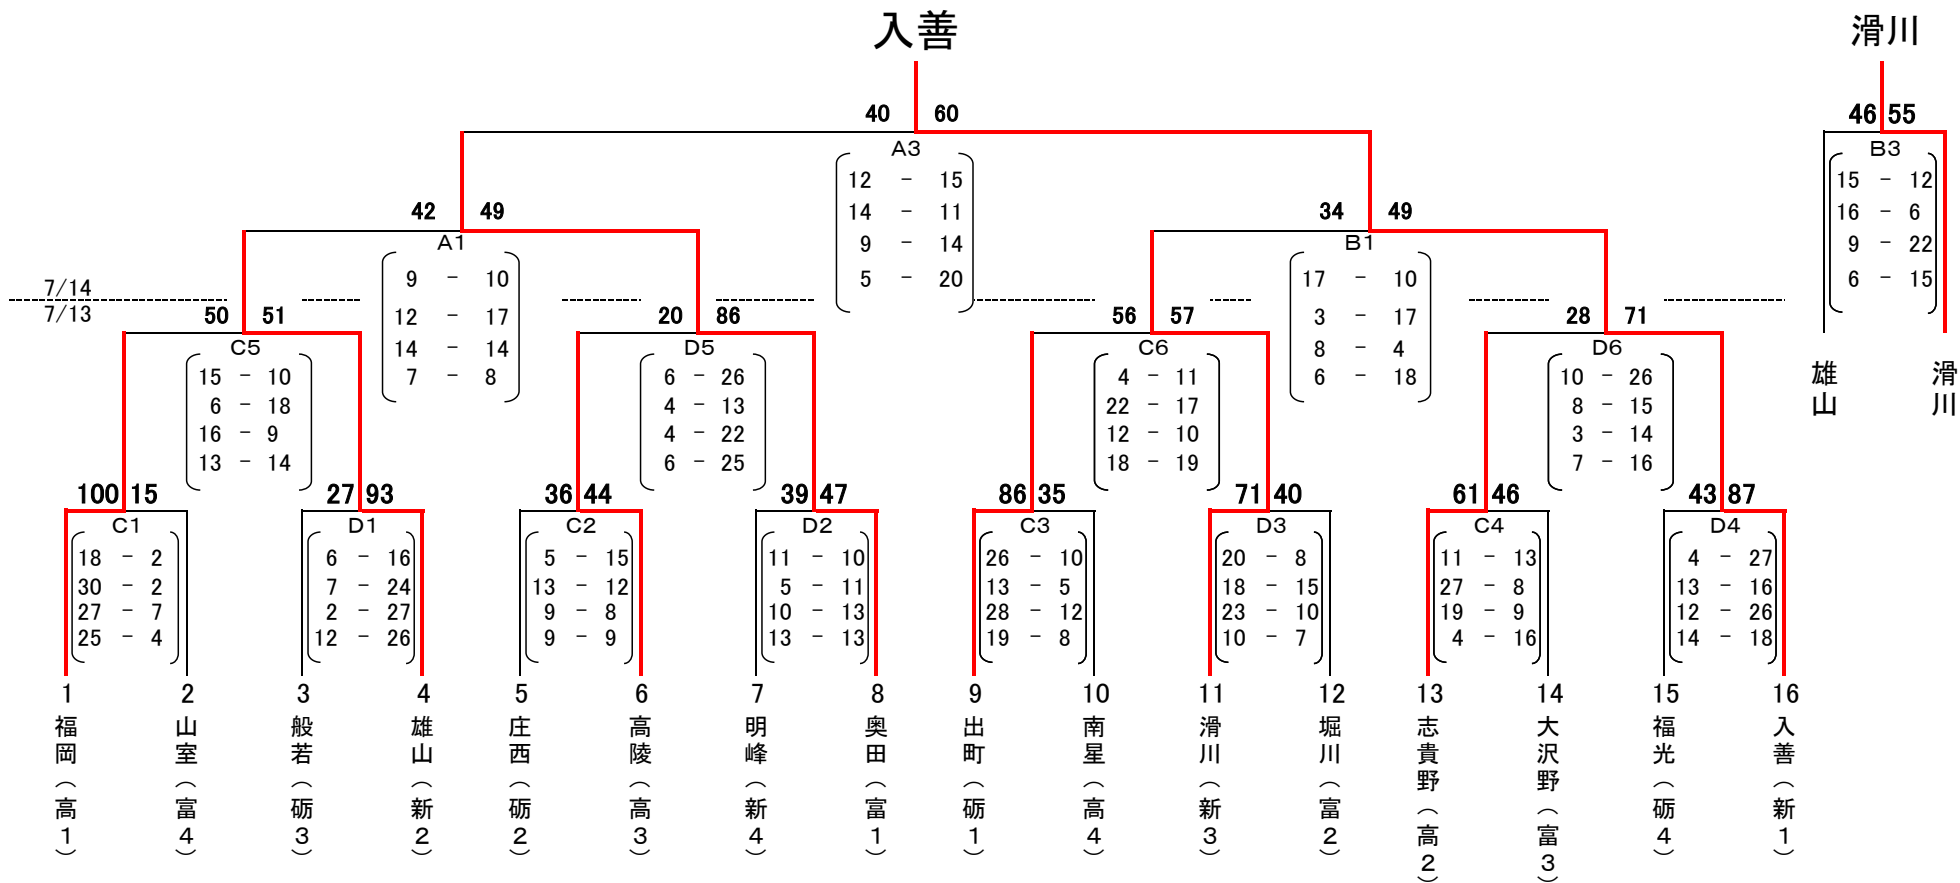 入善
滑川
40 60
46 55
A3
12 - 15
14 - 11
9 - 14
5 - 20
B3
15 - 12
16 - 6
9 - 22
6 - 15
雄山
滑川
42 49
A1
9 - 10
12 - 17
14 - 14
7 - 8
34 49
B1
17 - 10
3 - 17
8 - 4
6 - 18
7/14
7/13
50 51
C5
15 - 10
6 - 18
16 - 9
13 - 14
20 86
D5
6 - 26
4 - 13
4 - 22
6 - 25
56 57
C6
4 - 11
22 - 17
12 - 10
18 - 19
28 71
D6
10 - 26
8 - 15
3 - 14
7 - 16
100 15
C1
18 - 2
30 - 2
27 - 7
25 - 4
27 93
D1
6 - 16
7 - 24
2 - 27
12 - 26
36 44
C2
5 - 15
13 - 12
9 - 8
9 - 9
39 47
D2
11 - 10
5 - 11
10 - 13
13 - 13
86 35
C3
26 - 10
13 - 5
28 - 12
19 - 8
71 40
D3
20 - 8
18 - 15
23 - 10
10 - 7
61 46
C4
11 - 13
27 - 8
19 - 9
4 - 16
43 87
D4
4 - 27
13 - 16
12 - 26
14 - 18
1
福岡（高1）
2
山室（富4）
3
般若（砺3）
4
雄山（新2）
5
庄西（砺2）
6
高陵（高3）
7
明峰（新4）
8
奥田（富1）
9
出町（砺1）
10
南星（高4）
11
滑川（新3）
12
堀川（富2）
13
志貴野（高2）
14
大沢野（富3）
15
福光（砺4）
16
入善（新1）